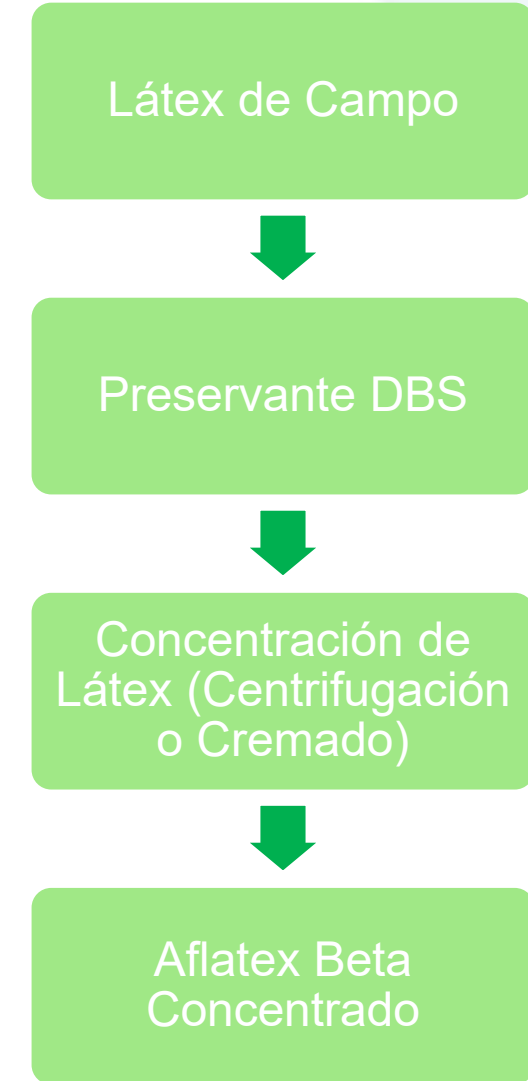 Látex de Campo
Preservante DBS
Concentración de
Látex (Centrifugación
o Cremado)
Aflatex Beta
Concentrado